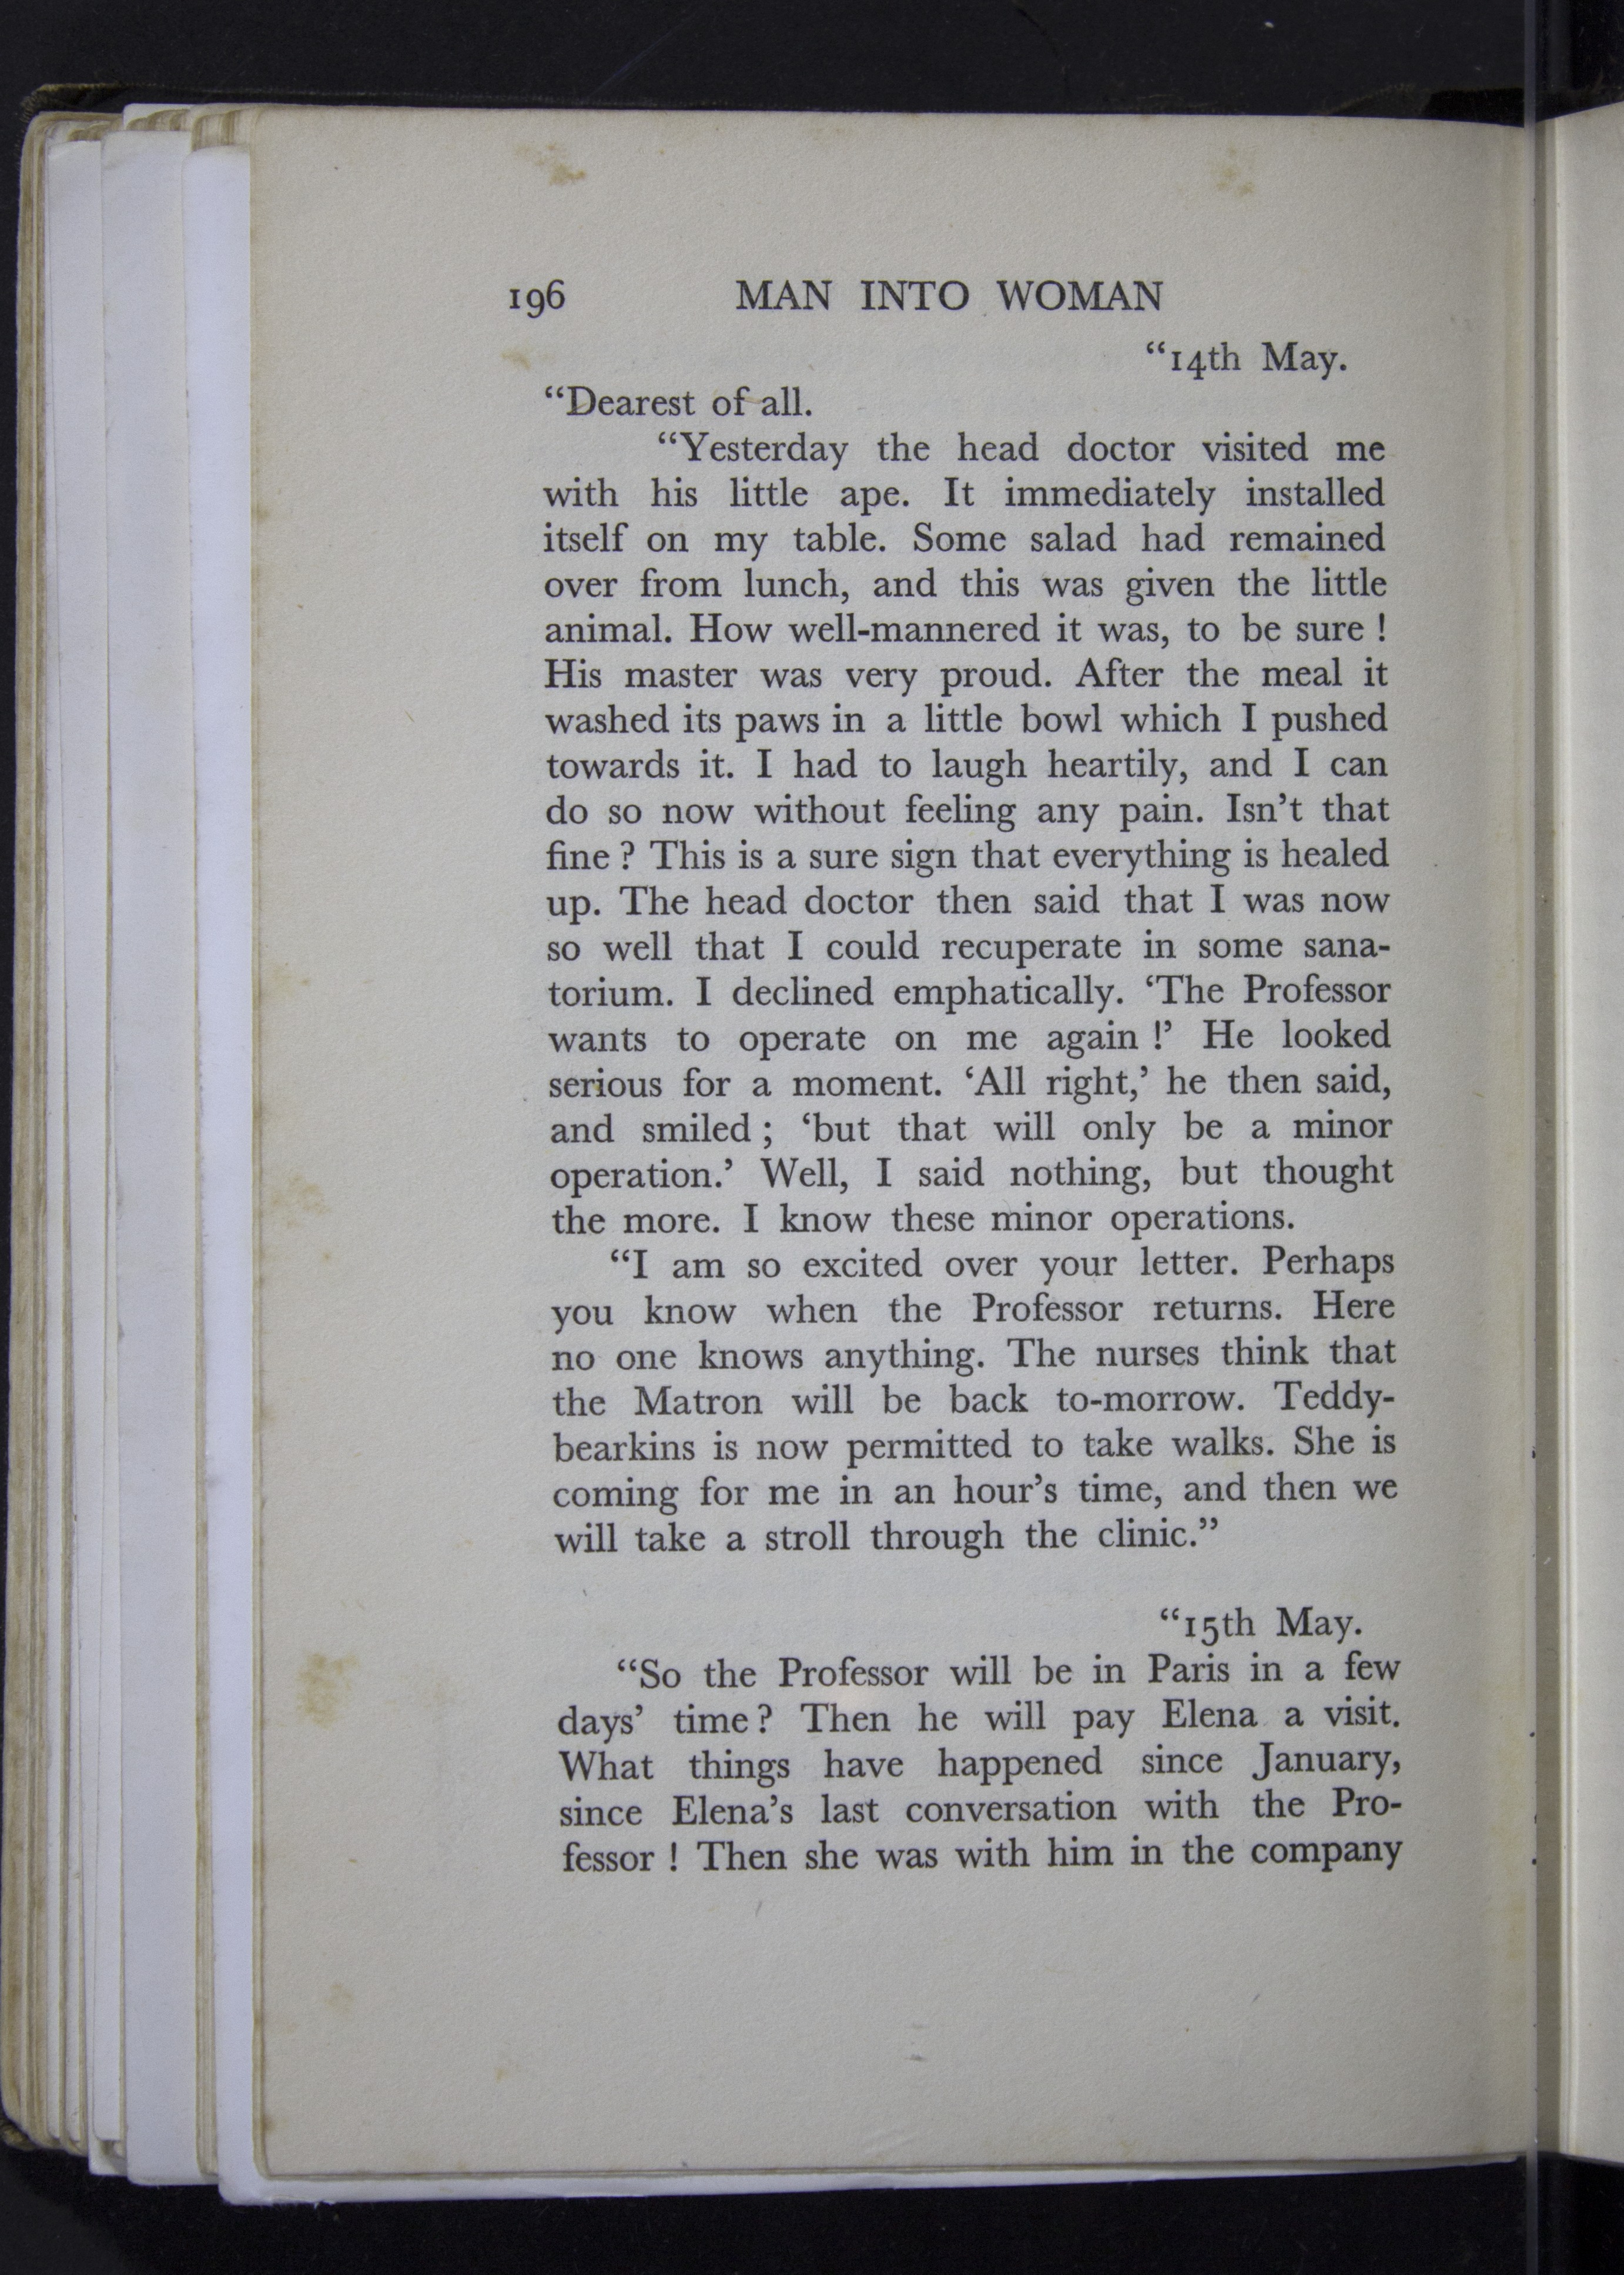 196 MAN INTO WOMAN
“14th May.
“Dearest of all.
“Yesterday the head doctor visited me
with his little ape. It immediately installed
itself on my table. Some salad had remained
over from lunch, and this was given the little
animal. How well-mannered it was, to be sure !
His master was very proud. After the meal it
washed its paws in a little bowl which I pushed
towards it. I had to laugh heartily, and I can
do so now without feeling any pain. Isn’t that
fine ? This is a sure sign that everything is healed
up. The head doctor then said that I was now
so well that I could recuperate in some sana-
torium. I declined emphatically. ‘The Professor
wants to operate on me again !’ He looked
serious for a moment. ‘All right,’ he then said,
and smiled ; ‘but that will only be a minor
operation.’ Well, I said nothing, but thought
the more. I know these minor operations.
“I am so excited over your letter. Perhaps
you know when the Professor returns. Here
no one knows anything. The nurses think that
the Matron will be back to-morrow. Teddy-
bearkins is now permitted to take walks. She is
coming for me in an hour’s time, and then we
will take a stroll through the clinic.”
“15th May.
“So the Professor will be in Paris in a few
days’ time ? Then he will pay Elena a visit.
What things have happened since January,
since Elena’s last conversation with the Pro-
fessor ! Then she was with him in the company